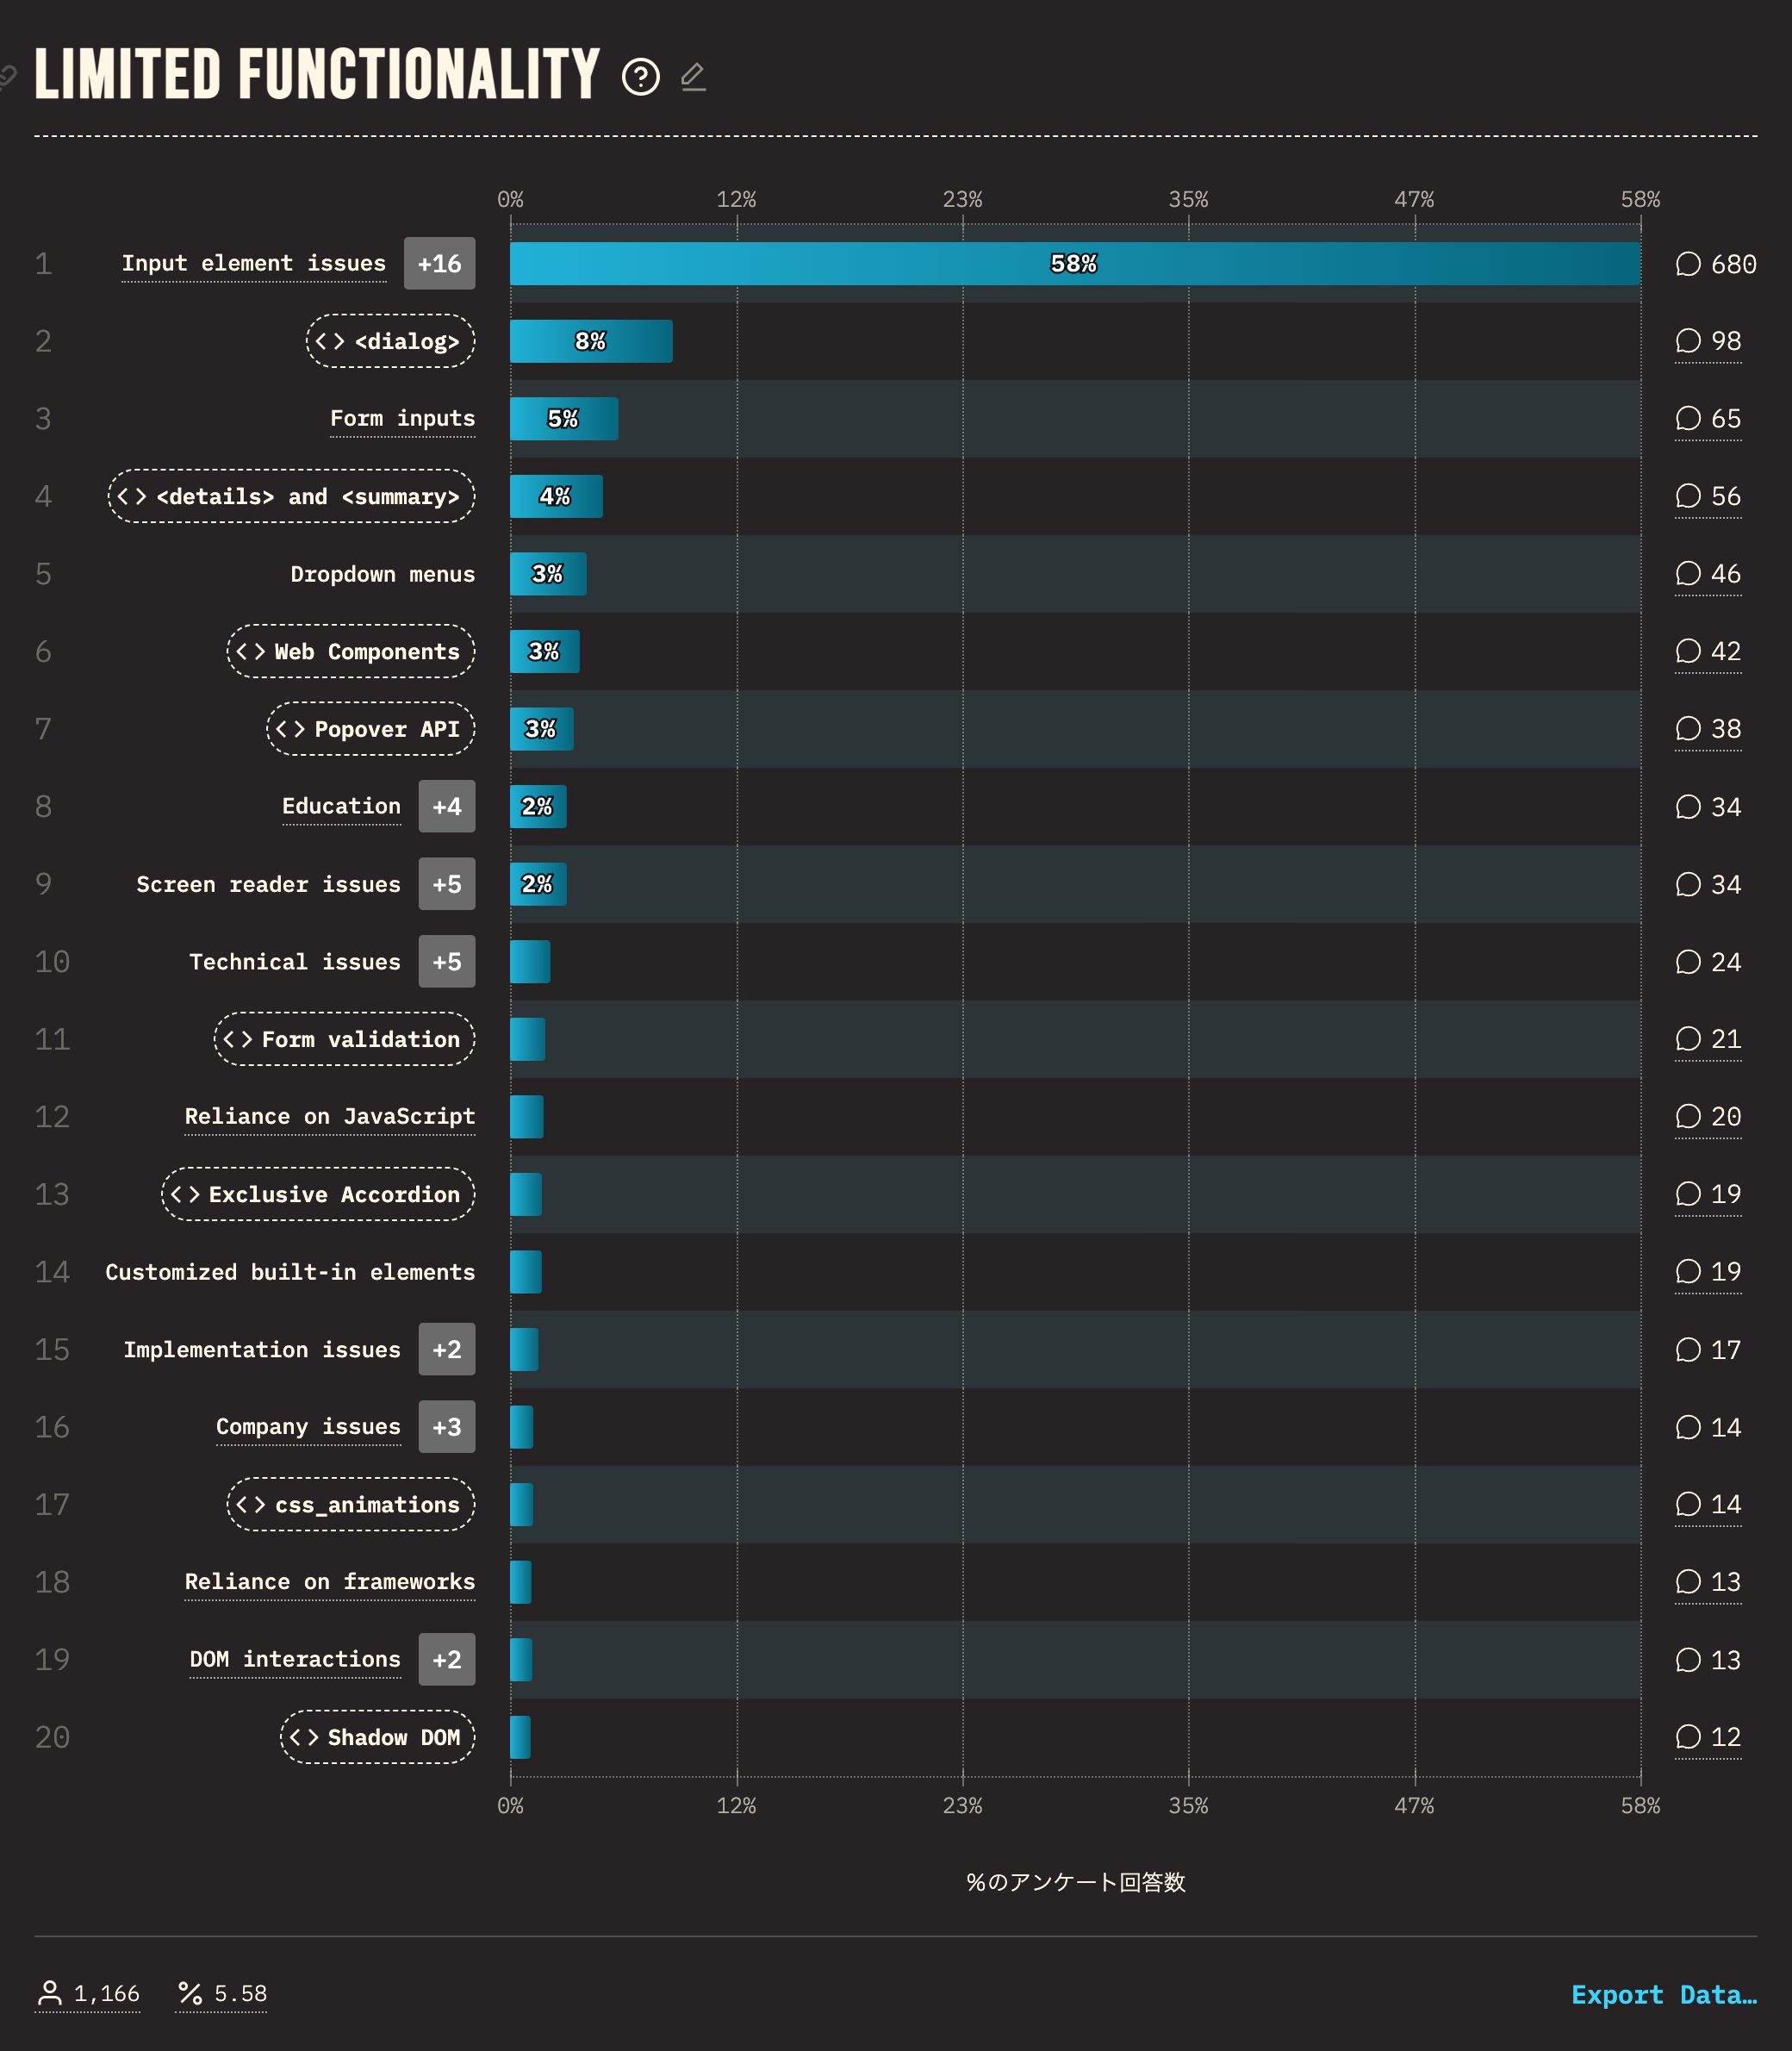 LIMITED FUNCTIONALITY
0% 12% 23% 35% 47% 58%
1 Input element issues +16 58% 680
2 <> <dialog> 8% 98
3 Form inputs 5% 65
4 <> <details> and <summary> 4% 56
5 Dropdown menus 3% 46
6 <> Web Components 3% 42
7 <> Popover API 3% 38
8 Education +4 2% 34
9 Screen reader issues +5 2% 34
10 Technical issues +5 24
11 <> Form validation 21
12 Reliance on JavaScript 20
13 <> Exclusive Accordion 19
14 Customized built-in elements 19
15 Implementation issues +2 17
16 Company issues +3 14
17 <> css_animations 14
18 Reliance on frameworks 13
19 DOM interactions +2 13
20 <> Shadow DOM 12
0% 12% 23% 35% 47% 58%
%のアンケート回答数
1,166 % 5.58 Export Data…